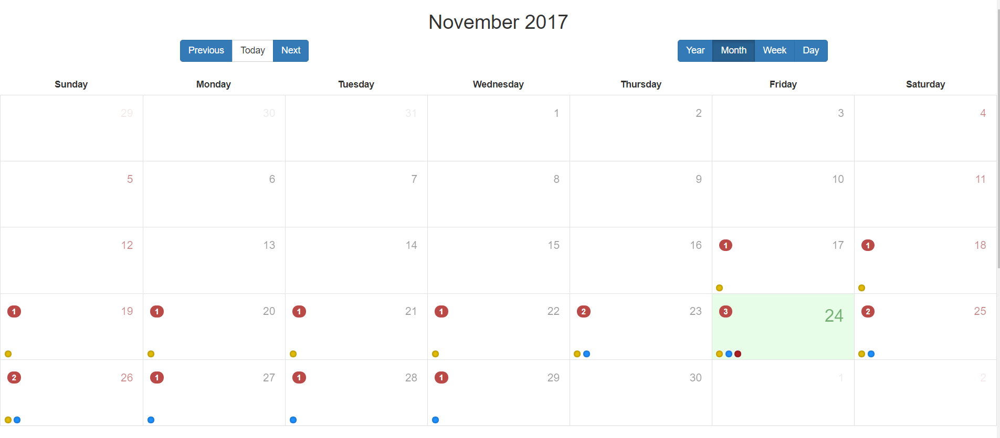 November 2017
Previous Today Next Year Month Week Day
Sunday Monday Tuesday Wednesday Thursday Friday Saturday
29 30 31 1 2 3 4
5 6 7 8 9 10 11
12 13 14 15 16 1 17 1 18
1 19 1 20 1 21 1 22 2 23 3 24 2 25
2 26 1 27 1 28 1 29 30 1 2